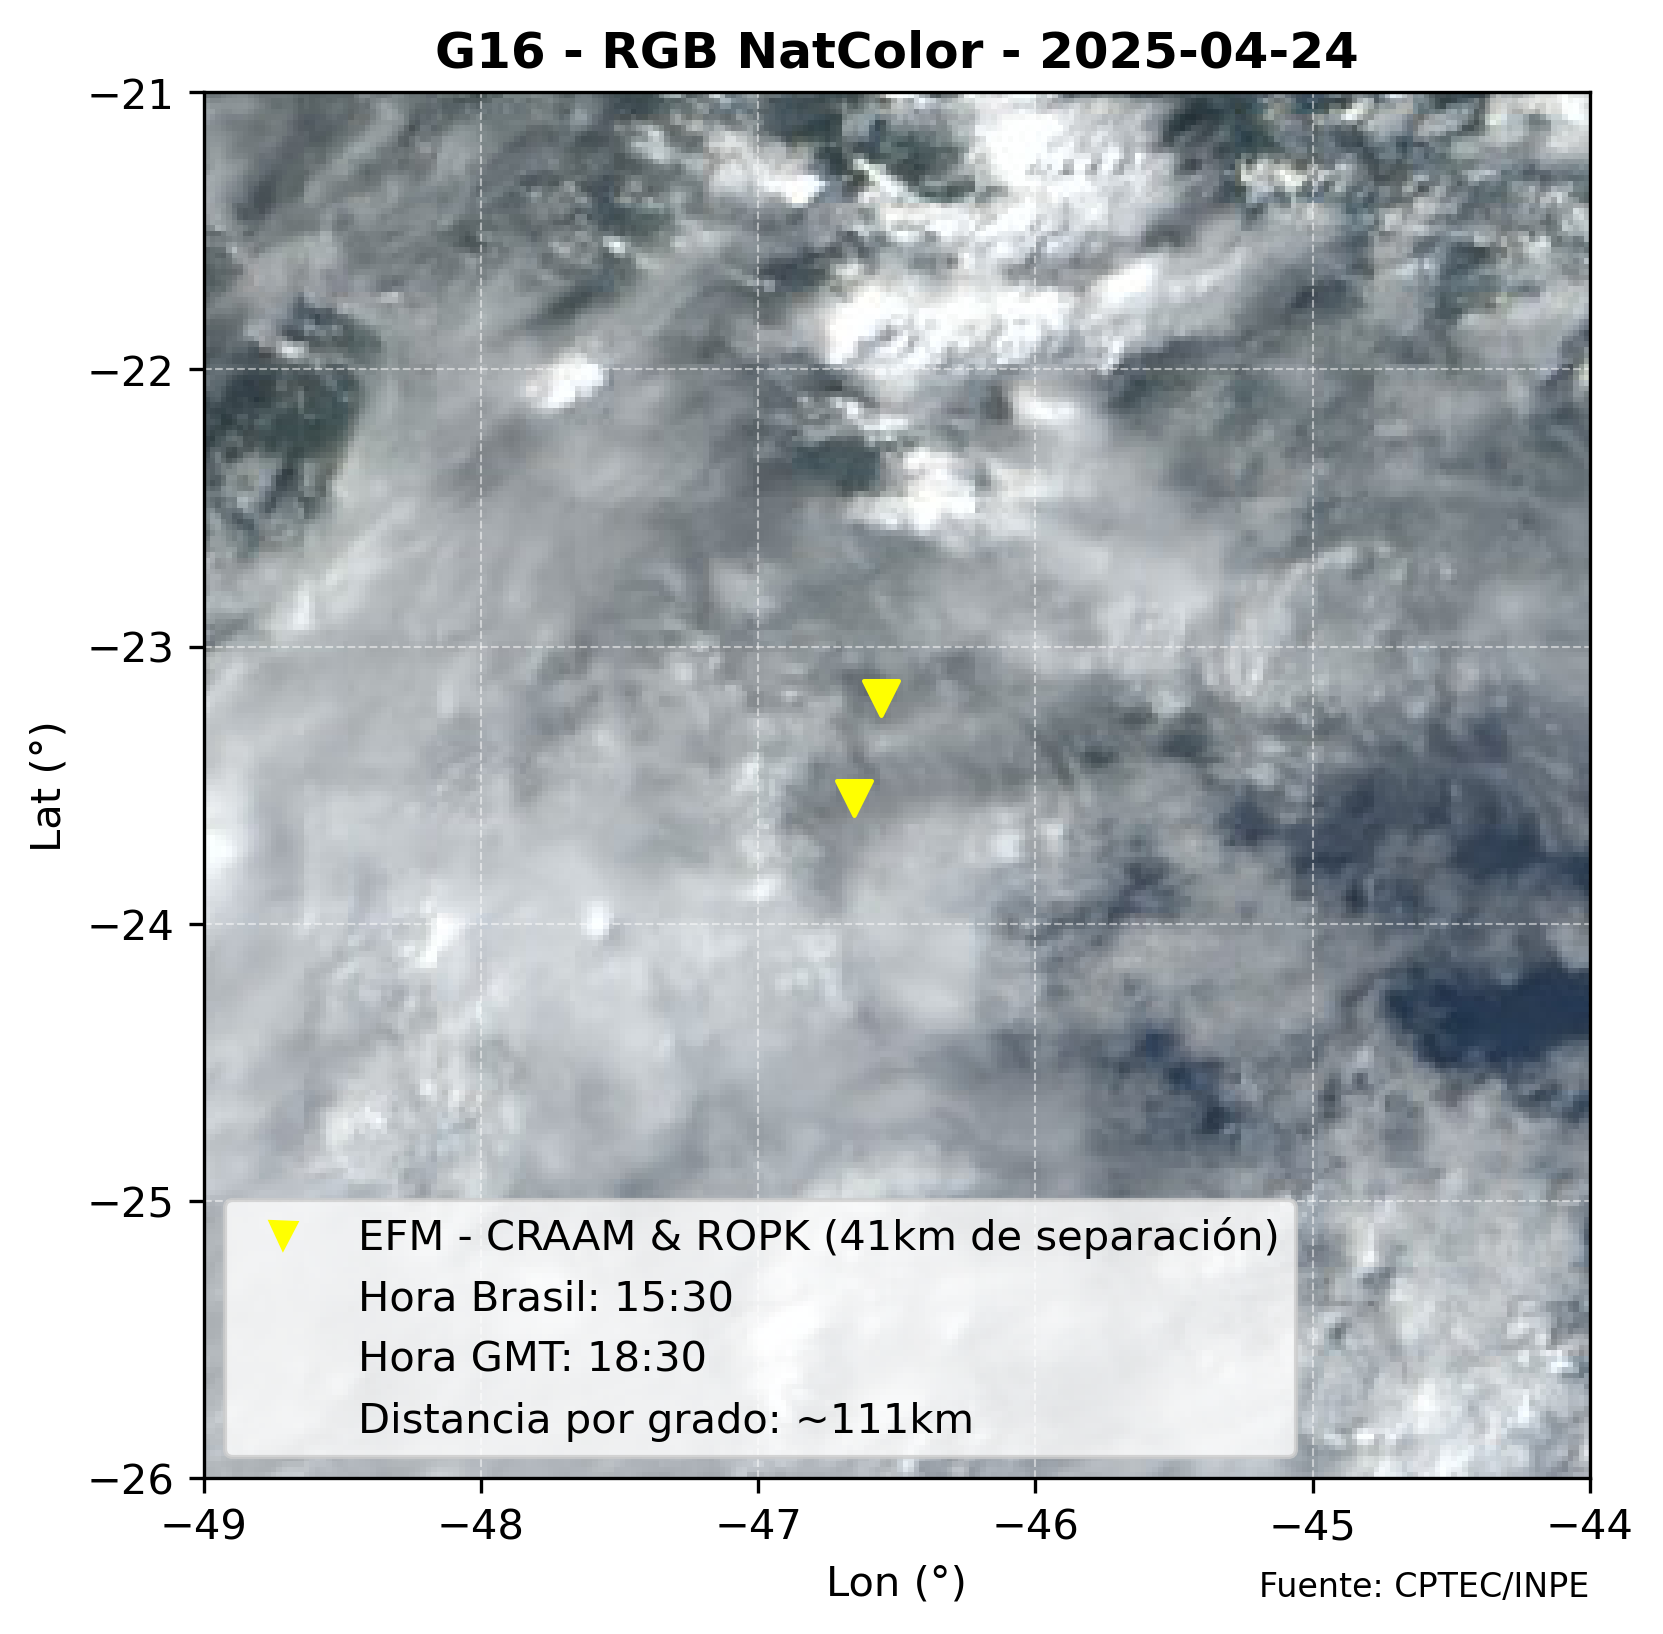 G16 - RGB NatColor - 2025-04-24
−21
−22
−23
−24
−25
−26
Lat (°)
EFM - CRAAM & ROPK (41km de separación)
Hora Brasil: 15:30
Hora GMT: 18:30
Distancia por grado: ~111km
−49 −48 −47 −46 −45 −44
Lon (°)
Fuente: CPTEC/INPE